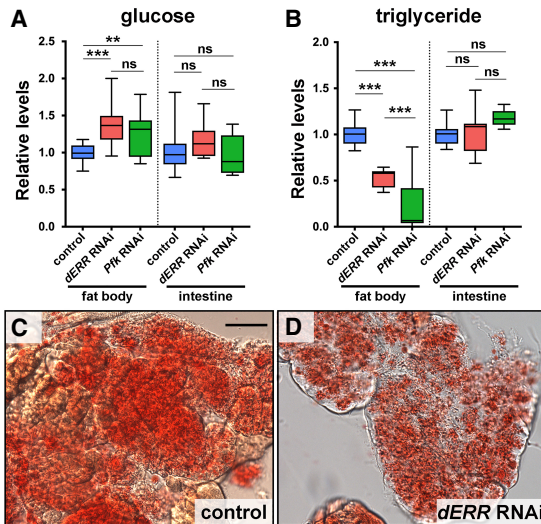 A
glucose
Relative levels
2.5
2.0
1.5
1.0
0.5
0.0
**
***
ns
ns
ns
ns
control
dERR RNAi
Pfk RNAi
control
dERR RNAi
Pfk RNAi
fat body
intestine
B
triglyceride
Relative levels
2.0
1.5
1.0
0.5
0.0
***
***
***
ns
ns
ns
control
dERR RNAi
Pfk RNAi
control
dERR RNAi
Pfk RNAi
fat body
intestine
C
control
D
dERR RNAi